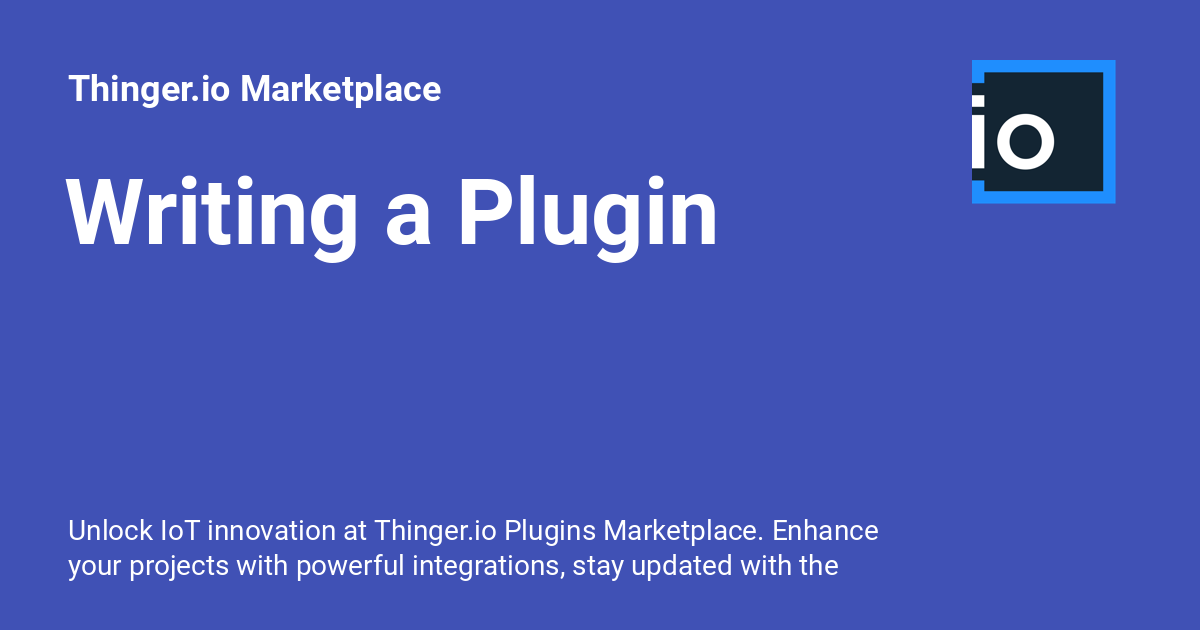 Thinger.io Marketplace
io
Writing a Plugin
Unlock IoT innovation at Thinger.io Plugins Marketplace. Enhance
your projects with powerful integrations, stay updated with the